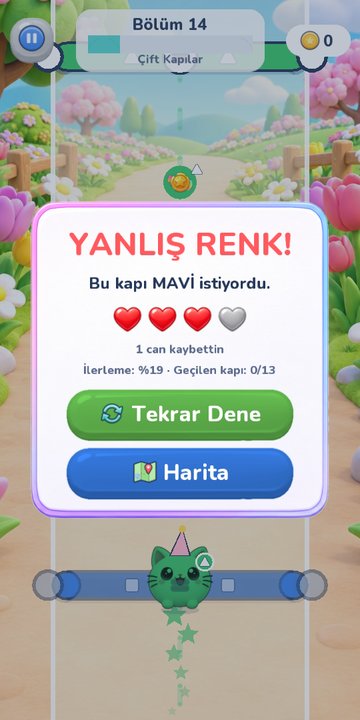 Bölüm 14
Çift Kapılar
0
YANLIŞ RENK!
Bu kapı MAVİ istiyordu.
1 can kaybettin
İlerleme: %19 · Geçilen kapı: 0/13
Tekrar Dene
Harita